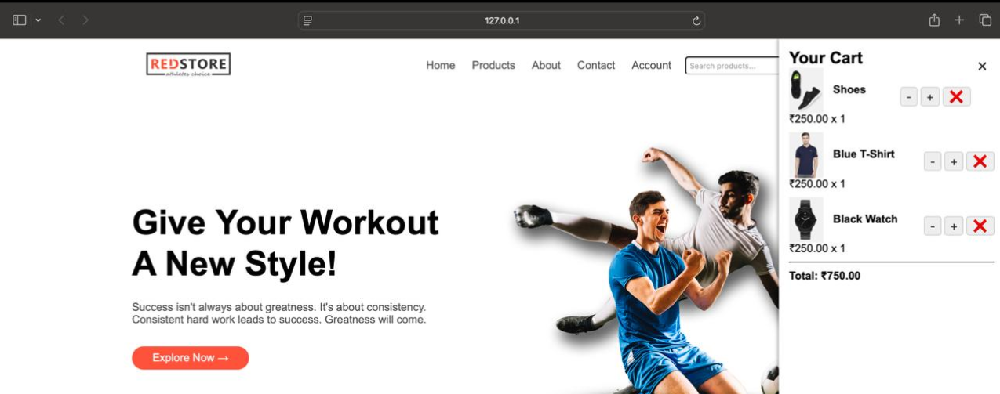 127.0.0.1
REDSTORE
athletes choice
Home Products About Contact Account Search products...
Give Your Workout
A New Style!
Success isn't always about greatness. It's about consistency.
Consistent hard work leads to success. Greatness will come.
Explore Now →
Your Cart ×
Shoes - + ❌
₹250.00 x 1
Blue T-Shirt - + ❌
₹250.00 x 1
Black Watch - + ❌
₹250.00 x 1
Total: ₹750.00